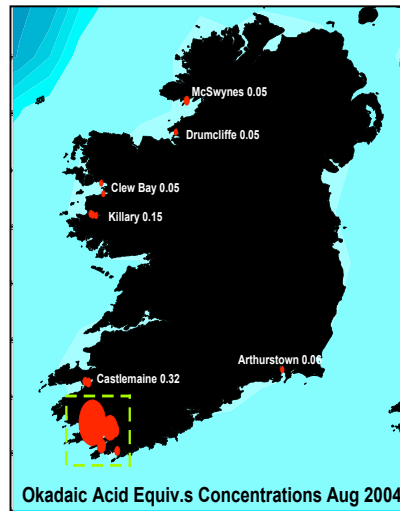 McSwynes 0.05
Drumcliffe 0.05
Clew Bay 0.05
Killary 0.15
Arthurstown 0.06
Castlemaine 0.32
Okadaic Acid Equiv.s Concentrations Aug 2004